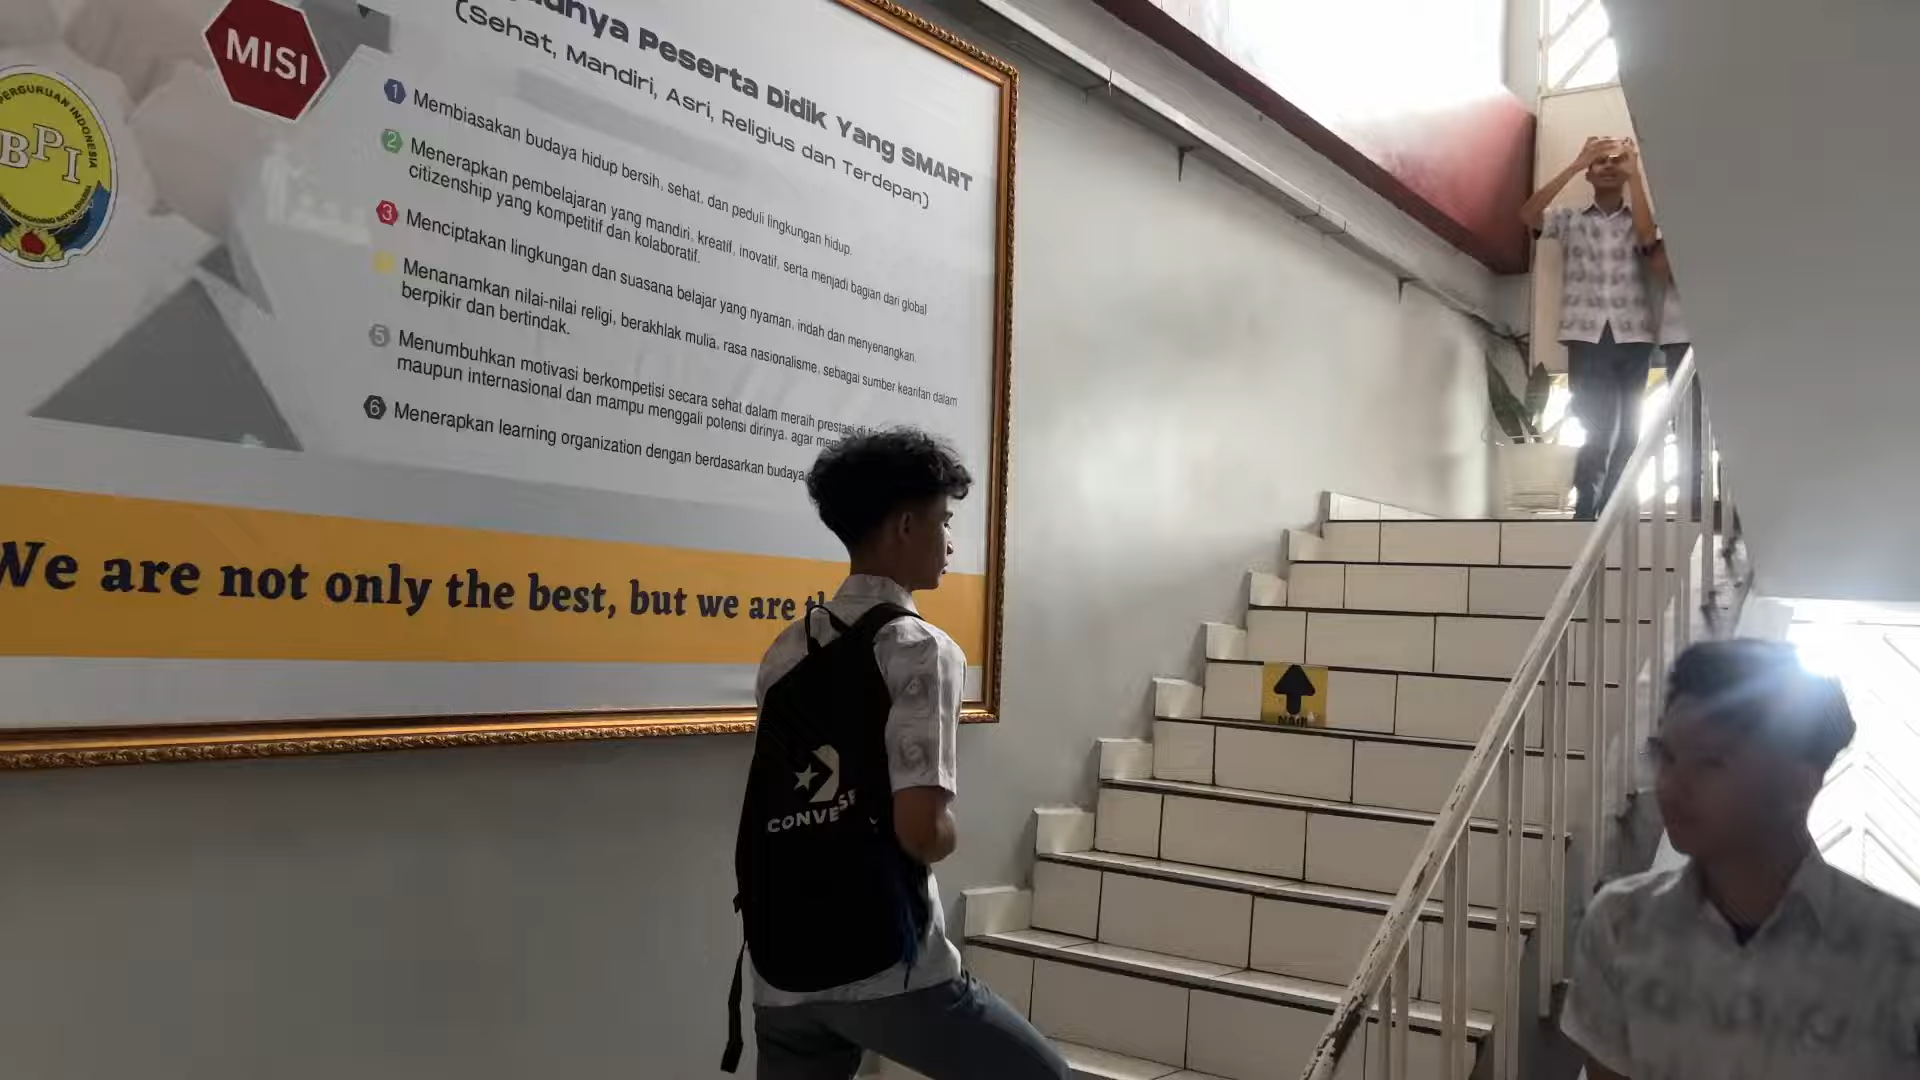 MISI
Peserta Didik Yang SMART
(Sehat, Mandiri, Asri, Religius dan Terdepan)
1 Membiasakan budaya hidup bersih, sehat, dan peduli lingkungan hidup.
2 Menerapkan pembelajaran yang mandiri, kreatif, inovatif, serta menjadi bagian dari global
citizenship yang kompetitif dan kolaboratif.
3 Menciptakan lingkungan dan suasana belajar yang nyaman, indah dan menyenangkan.
Menanamkan nilai-nilai religi, berakhlak mulia, rasa nasionalisme, sebagai sumber kearifan dalam
berpikir dan bertindak.
5 Menumbuhkan motivasi berkompetisi secara sehat dalam meraih prestasi di
maupun internasional dan mampu menggali potensi dirinya, agar
6 Menerapkan learning organization dengan berdasarkan budaya
PERGURUAN INDONESIA
BPI
We are not only the best, but we are
CONVERSE
NAIK